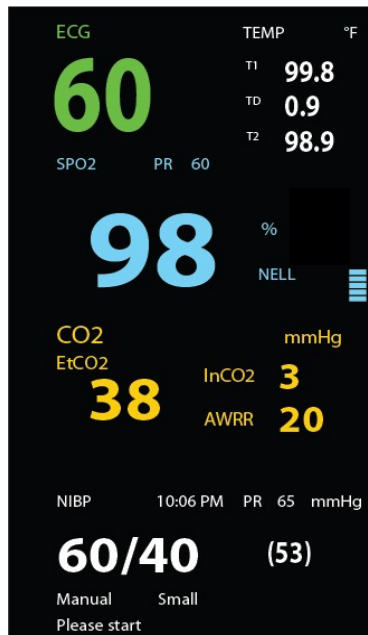 ECG TEMP °F
60
T1 99.8
TD 0.9
T2 98.9
SPO2 PR 60
98 %
NELL
CO2 mmHg
EtCO2
38
InCO2 3
AWRR 20
NIBP 10:06 PM PR 65 mmHg
60/40 (53)
Manual Small
Please start